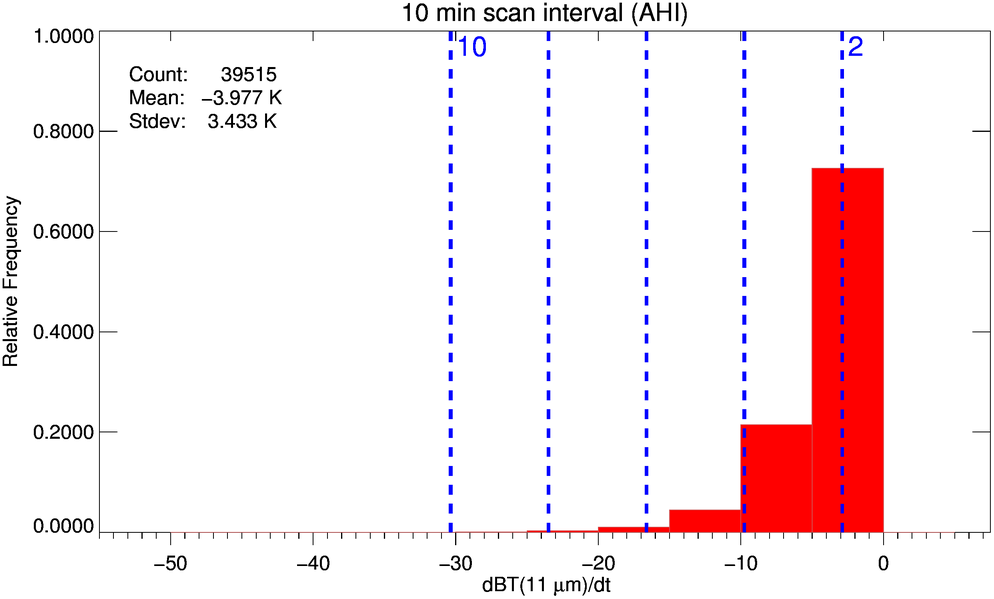 10 min scan interval (AHI)
1.0000
10
2
Count: 39515
Mean: −3.977 K
Stdev: 3.433 K
0.8000
0.6000
0.4000
0.2000
0.0000
Relative Frequency
−50 −40 −30 −20 −10 0
dBT(11 μm)/dt